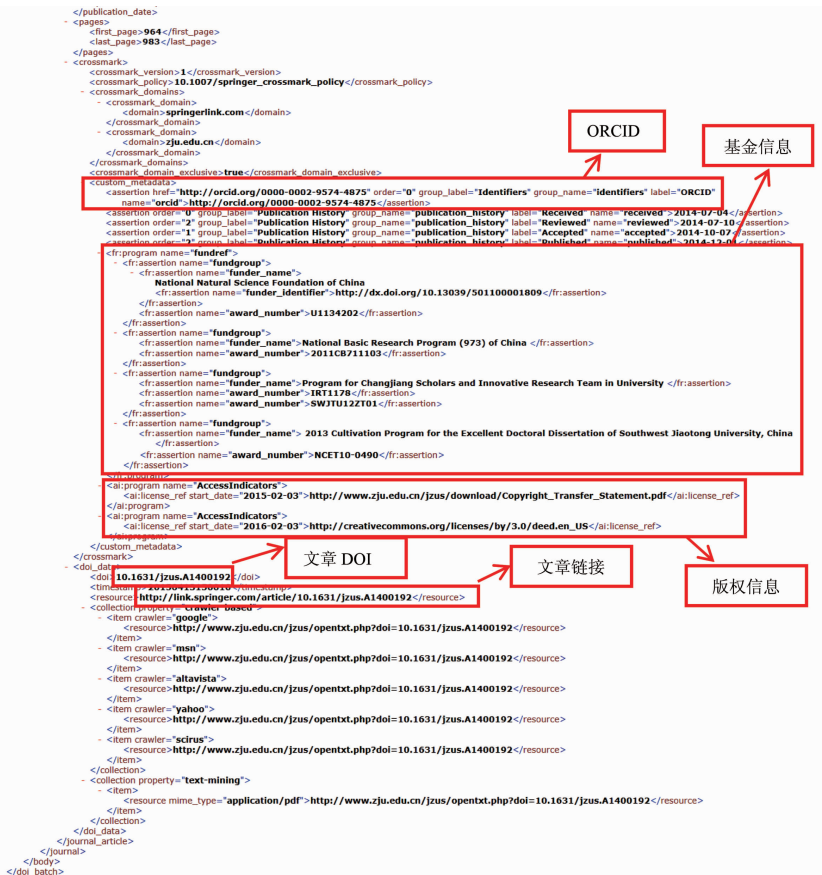 </publication_date>
- <pages>
<first_page>964</first_page>
<last_page>983</last_page>
</pages>
- <crossmark>
<crossmark_version>1</crossmark_version>
<crossmark_policy>10.1007/springer_crossmark_policy</crossmark_policy>
- <crossmark_domains>
- <crossmark_domain>
<domain>springerlink.com</domain>
</crossmark_domain>
- <crossmark_domain>
<domain>zju.edu.cn</domain>
</crossmark_domain>
</crossmark_domains>
<crossmark_domain_exclusive>true</crossmark_domain_exclusive>
ORCID
基金信息
- <custom_metadata>
<assertion href="http://orcid.org/0000-0002-9574-4875" order="0" group_label="Identifiers" group_name="identifiers" label="ORCID"
name="orcid">http://orcid.org/0000-0002-9574-4875</assertion>
<assertion order="0" group_label="Publication History" group_name="publication_history" label="Received" name="received">2014-07-04</assertion>
<assertion order="2" group_label="Publication History" group_name="publication_history" label="Reviewed" name="reviewed">2014-07-10</assertion>
<assertion order="1" group_label="Publication History" group_name="publication_history" label="Accepted" name="accepted">2014-10-07</assertion>
<assertion order="2" group_label="Publication History" group_name="publication_history" label="Published" name="published">2014-12-01</assertion>
- <fr:program name="fundref">
- <fr:assertion name="fundgroup">
- <fr:assertion name="funder_name">
National Natural Science Foundation of China
<fr:assertion name="funder_identifier">http://dx.doi.org/10.13039/501100001809</fr:assertion>
</fr:assertion>
<fr:assertion name="award_number">U1134202</fr:assertion>
</fr:assertion>
- <fr:assertion name="fundgroup">
<fr:assertion name="funder_name">National Basic Research Program (973) of China </fr:assertion>
<fr:assertion name="award_number">2011CB711103</fr:assertion>
</fr:assertion>
- <fr:assertion name="fundgroup">
<fr:assertion name="funder_name">Program for Changjiang Scholars and Innovative Research Team in University </fr:assertion>
<fr:assertion name="award_number">IRT1178</fr:assertion>
<fr:assertion name="award_number">SWJTU12ZT01</fr:assertion>
</fr:assertion>
- <fr:assertion name="fundgroup">
<fr:assertion name="funder_name"> 2013 Cultivation Program for the Excellent Doctoral Dissertation of Southwest Jiaotong University, China
</fr:assertion>
<fr:assertion name="award_number">NCET10-0490</fr:assertion>
</fr:assertion>
</fr:program>
- <ai:program name="AccessIndicators">
<ai:license_ref start_date="2015-02-03">http://www.zju.edu.cn/jzus/download/Copyright_Transfer_Statement.pdf</ai:license_ref>
</ai:program>
- <ai:program name="AccessIndicators">
<ai:license_ref start_date="2016-02-03">http://creativecommons.org/licenses/by/3.0/deed.en_US</ai:license_ref>
</ai:program>
</custom_metadata>
</crossmark>
文章 DOI
文章链接
版权信息
- <doi_data>
<doi>10.1631/jzus.A1400192</doi>
<resource>http://link.springer.com/article/10.1631/jzus.A1400192</resource>
- <collection property="crawler-based">
- <item crawler="google">
<resource>http://www.zju.edu.cn/jzus/opentxt.php?doi=10.1631/jzus.A1400192</resource>
</item>
- <item crawler="msn">
<resource>http://www.zju.edu.cn/jzus/opentxt.php?doi=10.1631/jzus.A1400192</resource>
</item>
- <item crawler="altavista">
<resource>http://www.zju.edu.cn/jzus/opentxt.php?doi=10.1631/jzus.A1400192</resource>
</item>
- <item crawler="yahoo">
<resource>http://www.zju.edu.cn/jzus/opentxt.php?doi=10.1631/jzus.A1400192</resource>
</item>
- <item crawler="scirus">
<resource>http://www.zju.edu.cn/jzus/opentxt.php?doi=10.1631/jzus.A1400192</resource>
</item>
</collection>
- <collection property="text-mining">
- <item>
<resource mime_type="application/pdf">http://www.zju.edu.cn/jzus/opentxt.php?doi=10.1631/jzus.A1400192</resource>
</item>
</collection>
</doi_data>
</journal_article>
</journal>
</body>
</doi_batch>